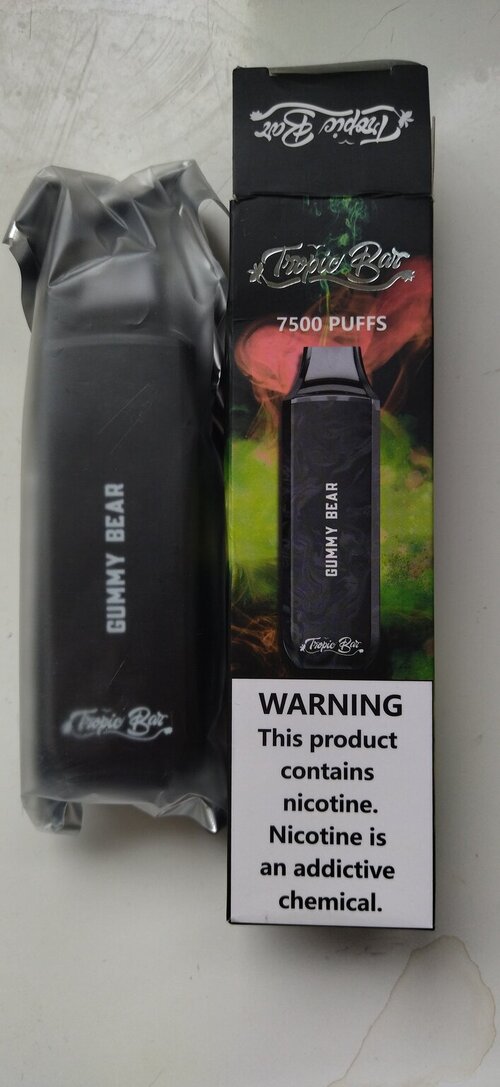 Tropic Bar
Tropic Bar
7500 PUFFS
GUMMY BEAR
Tropic Bar
WARNING
This product
contains
nicotine.
Nicotine is
an addictive
chemical.
GUMMY BEAR
Tropic Bar